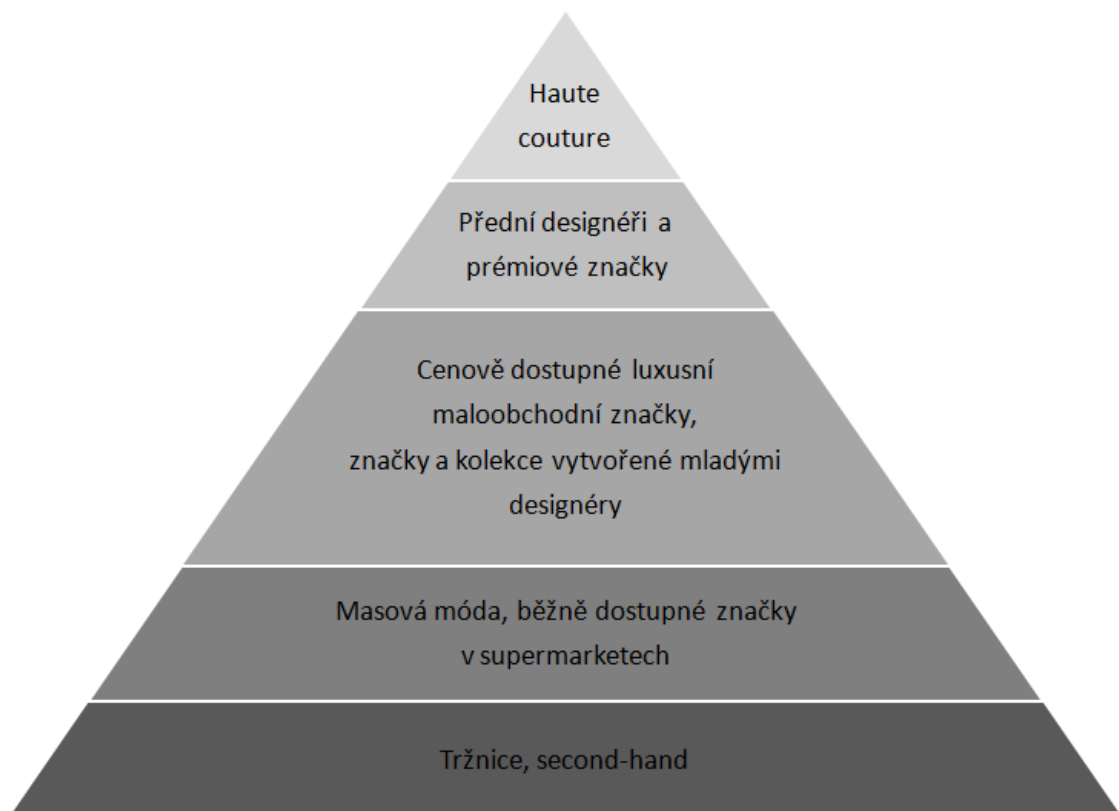 Haute
couture
Přední designéři a
prémiové značky
Cenově dostupné luxusní
maloobchodní značky,
značky a kolekce vytvořené mladými
designéry
Masová móda, běžně dostupné značky
v supermarketech
Tržnice, second-hand